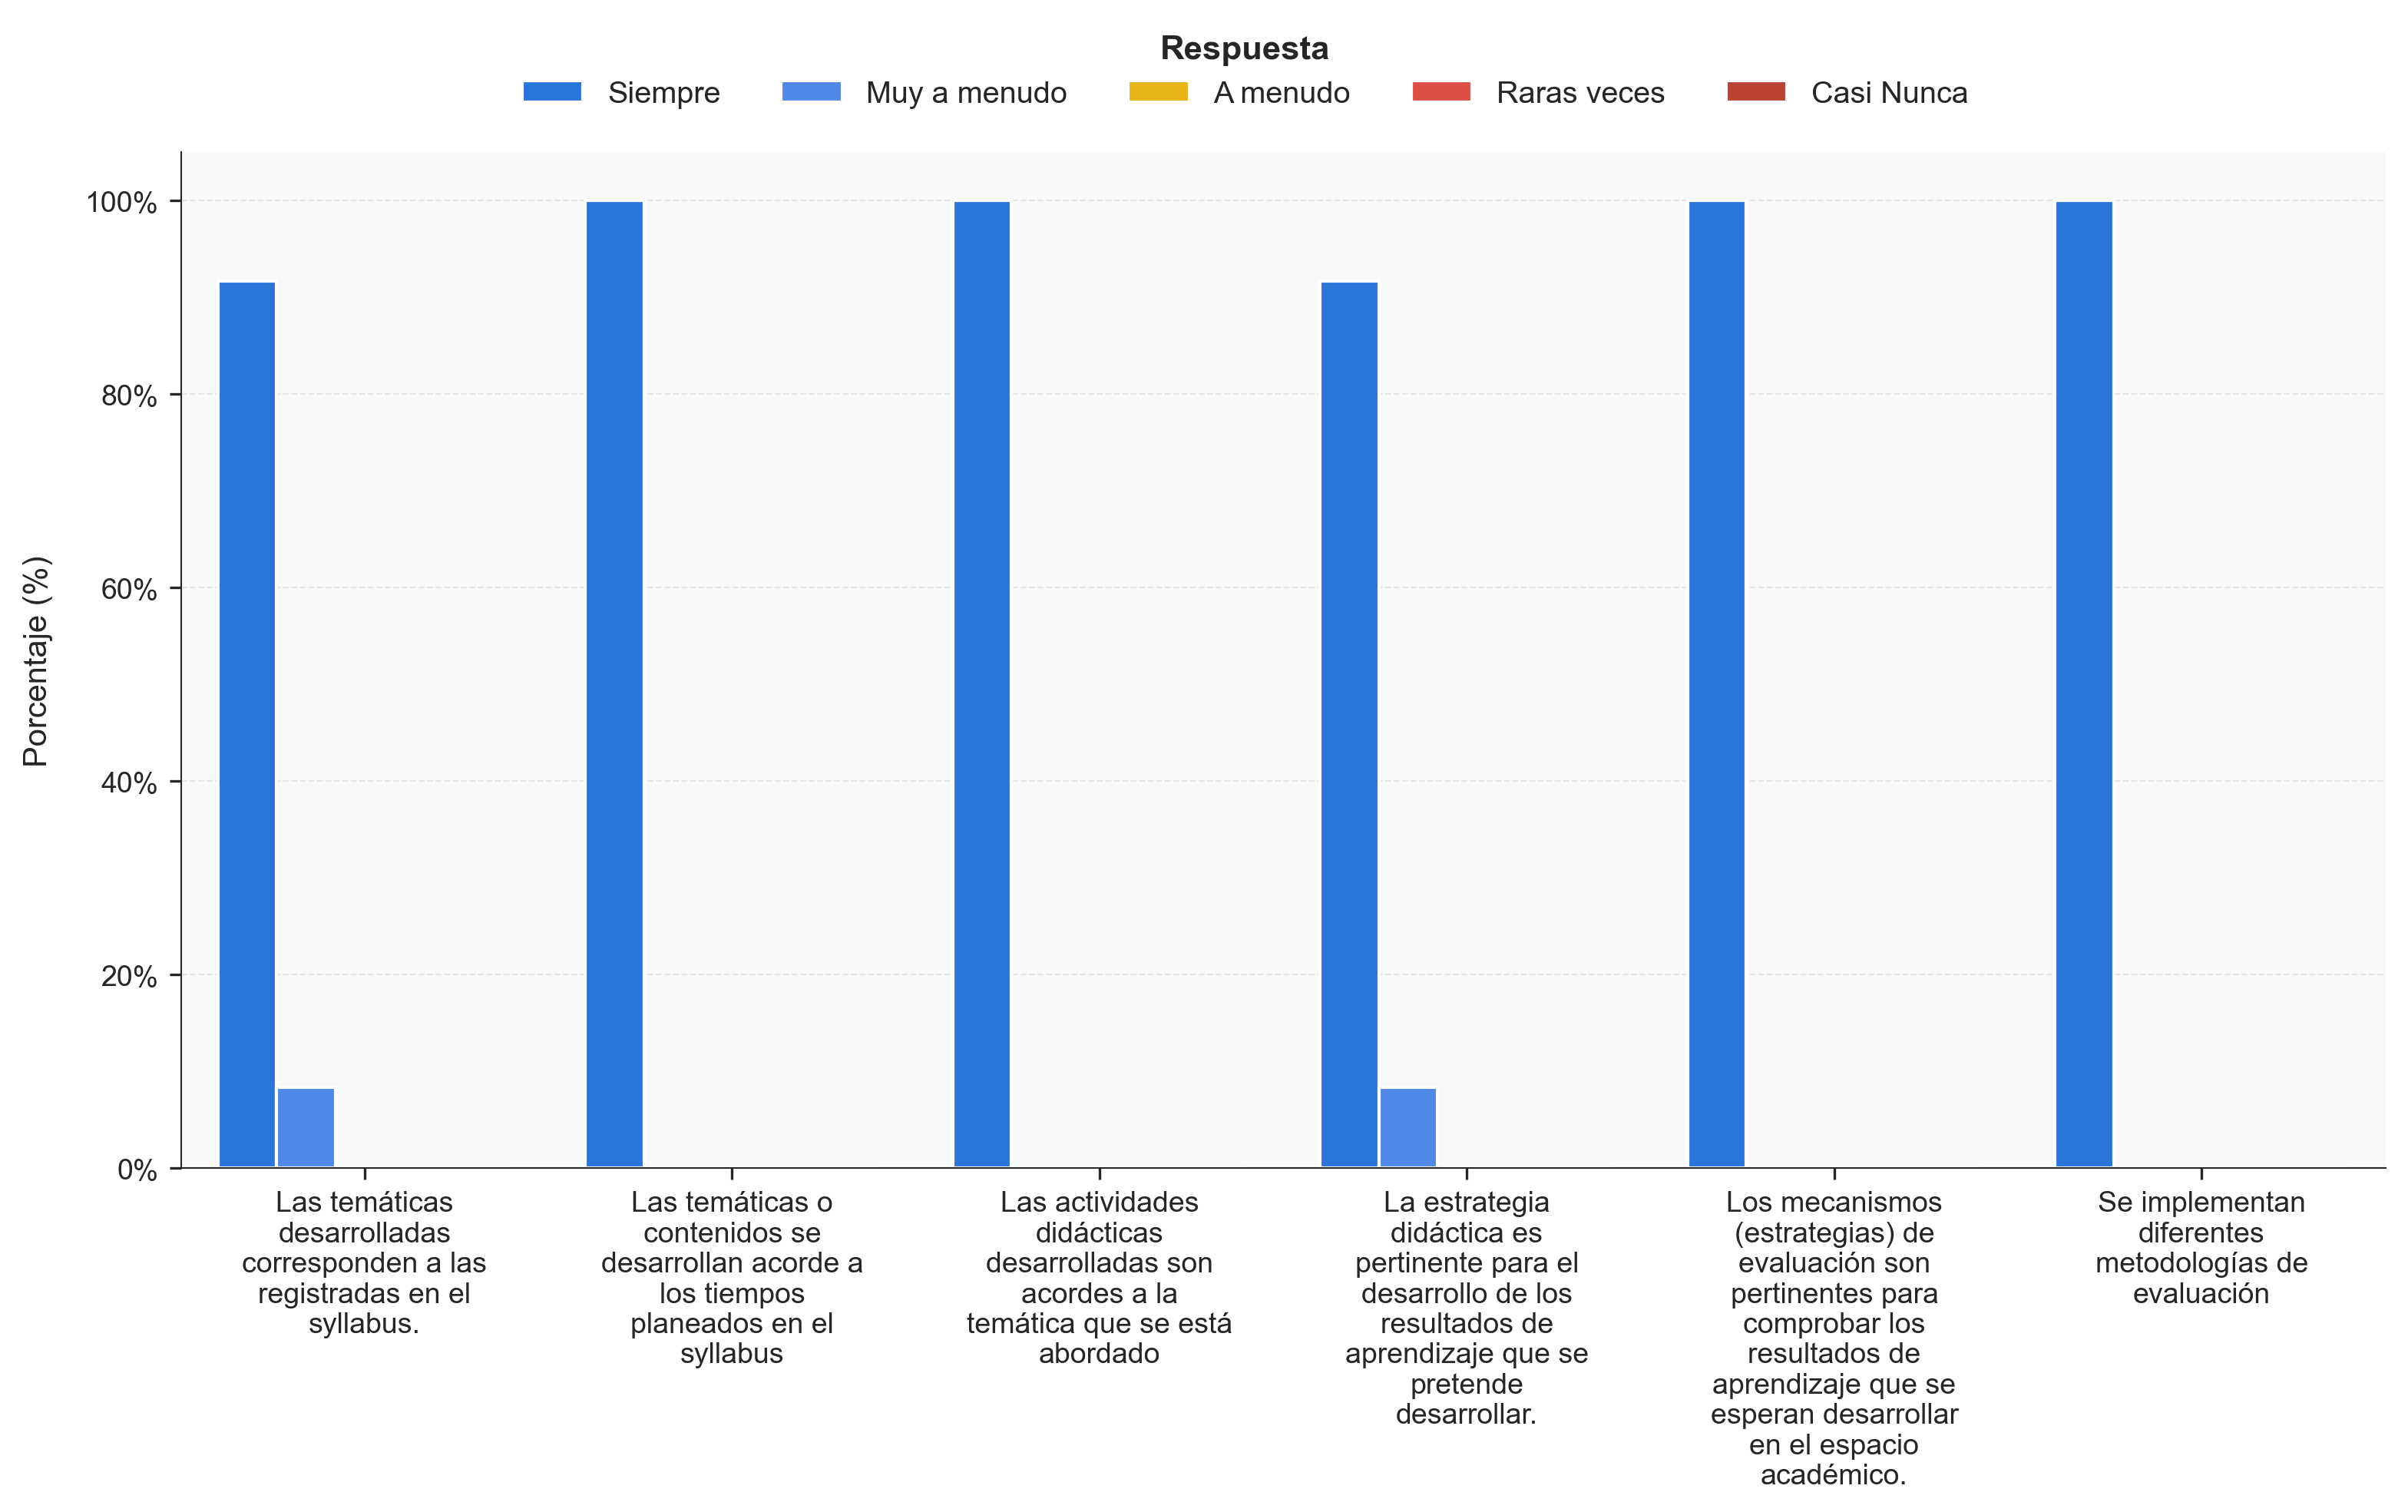 Respuesta
Siempre
Muy a menudo
A menudo
Raras veces
Casi Nunca
Porcentaje (%)
100%
80%
60%
40%
20%
0%
Las temáticas
desarrolladas
corresponden a las
registradas en el
syllabus.
Las temáticas o
contenidos se
desarrollan acorde a
los tiempos
planeados en el
syllabus
Las actividades
didácticas
desarrolladas son
acordes a la
temática que se está
abordado
La estrategia
didáctica es
pertinente para el
desarrollo de los
resultados de
aprendizaje que se
pretende
desarrollar.
Los mecanismos
(estrategias) de
evaluación son
pertinentes para
comprobar los
resultados de
aprendizaje que se
esperan desarrollar
en el espacio
académico.
Se implementan
diferentes
metodologías de
evaluación